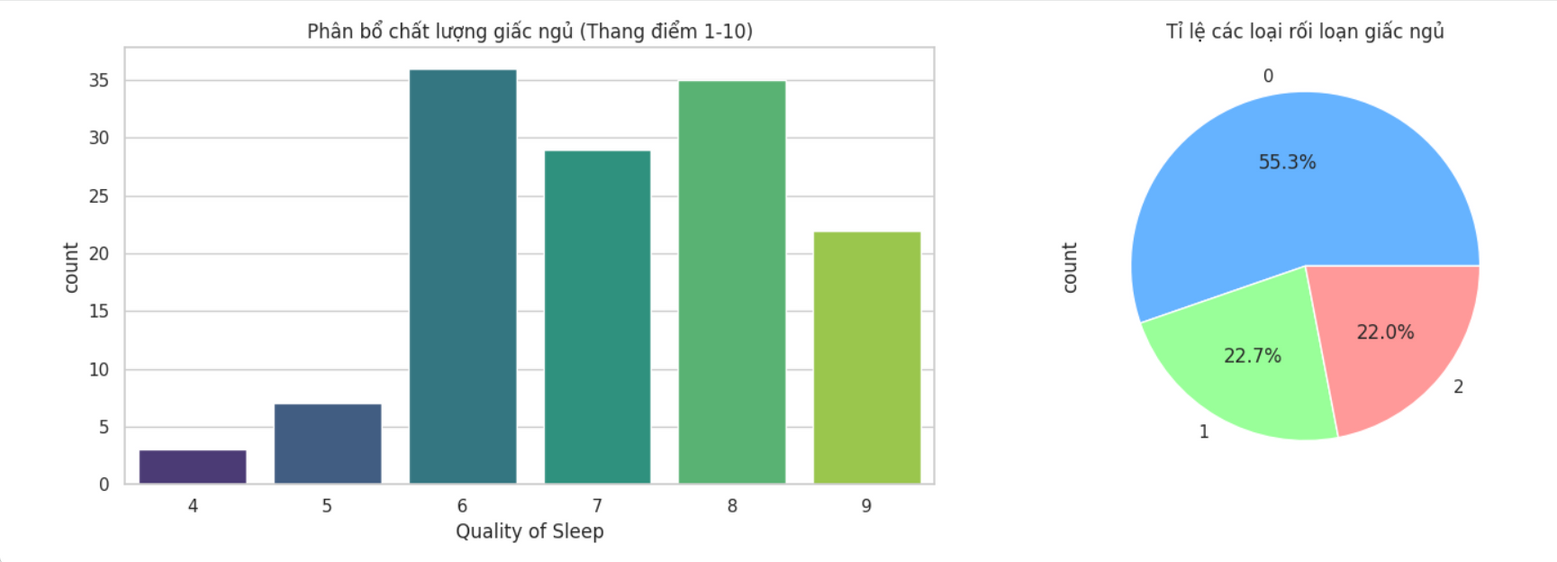 Phân bổ chất lượng giấc ngủ (Thang điểm 1-10)
35
30
25
20
15
10
5
0
count
4 5 6 7 8 9
Quality of Sleep
Tỉ lệ các loại rối loạn giấc ngủ
0
55.3%
count
22.7%
22.0%
1
2